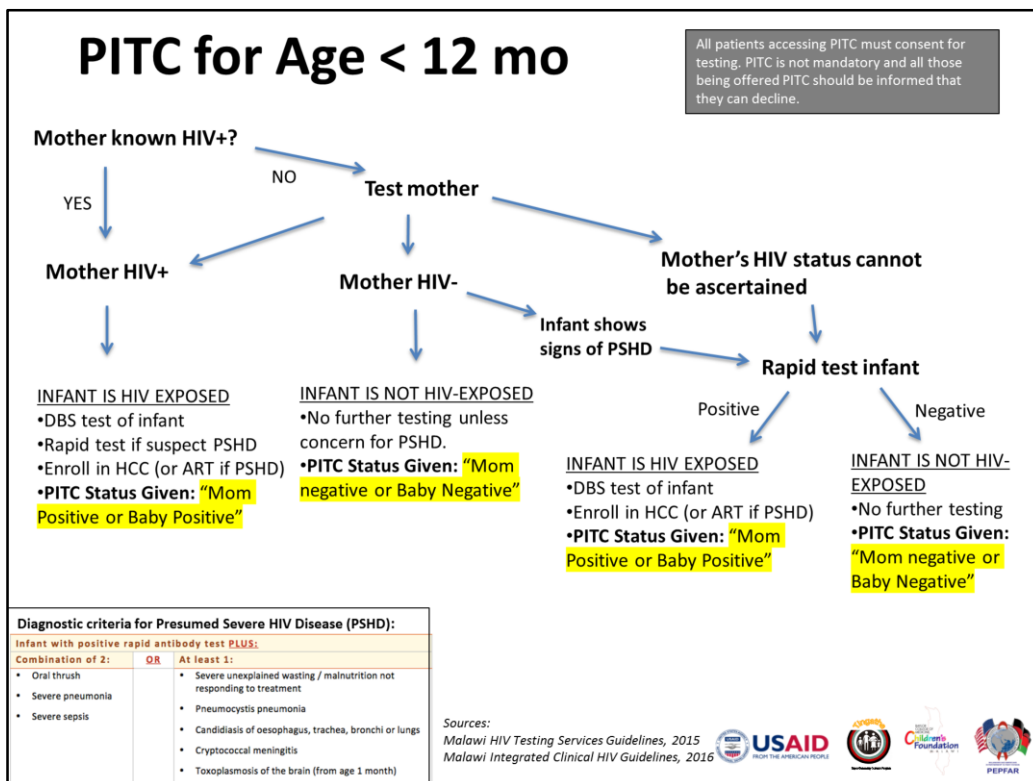 PITC for Age < 12 mo
All patients accessing PITC must consent for
testing. PITC is not mandatory and all those
being offered PITC should be informed that
they can decline.
Mother known HIV+?
NO
YES
Test mother
Mother HIV+
Mother HIV-
Mother's HIV status cannot
be ascertained
Infant shows
signs of PSHD
Rapid test infant
Positive
Negative
INFANT IS HIV EXPOSED
•DBS test of infant
•Rapid test if suspect PSHD
•Enroll in HCC (or ART if PSHD)
•PITC Status Given: "Mom
Positive or Baby Positive"
INFANT IS NOT HIV-EXPOSED
•No further testing unless
concern for PSHD.
•PITC Status Given: "Mom
negative or Baby Negative"
INFANT IS HIV EXPOSED
•DBS test of infant
•Enroll in HCC (or ART if PSHD)
•PITC Status Given: "Mom
Positive or Baby Positive"
INFANT IS NOT HIV-
EXPOSED
•No further testing
•PITC Status Given:
"Mom negative or
Baby Negative"
Diagnostic criteria for Presumed Severe HIV Disease (PSHD):
Infant with positive rapid antibody test PLUS:
Combination of 2:
OR
At least 1:
• Oral thrush
• Severe pneumonia
• Severe sepsis
• Severe unexplained wasting / malnutrition not
responding to treatment
• Pneumocystis pneumonia
• Candidiasis of oesophagus, trachea, bronchi or lungs
• Cryptococcal meningitis
• Toxoplasmosis of the brain (from age 1 month)
Sources:
Malawi HIV Testing Services Guidelines, 2015
Malawi Integrated Clinical HIV Guidelines, 2016
USAID
FROM THE AMERICAN PEOPLE
Children's
Foundation
MALAWI
PEPFAR